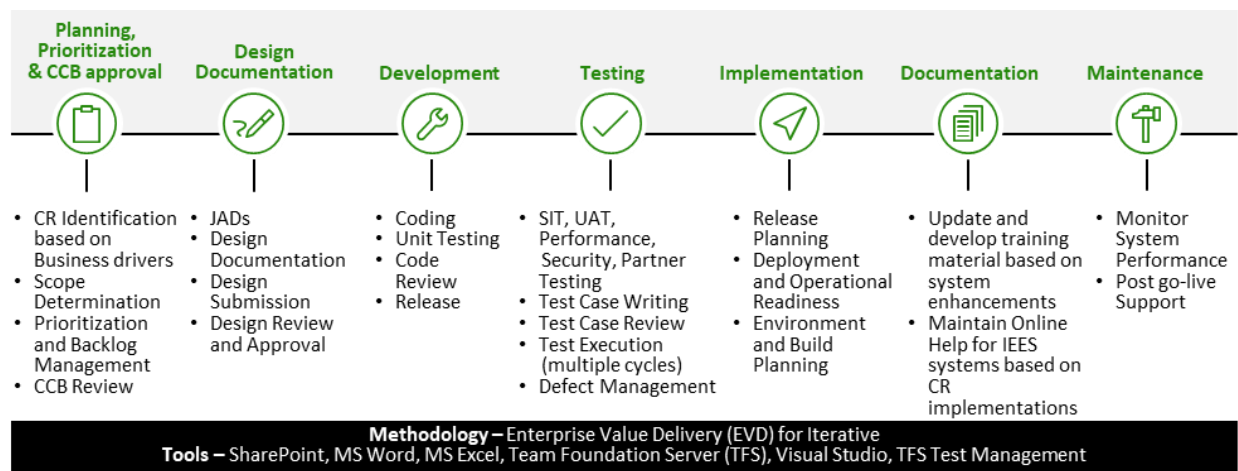 Planning,
Prioritization
& CCB approval
Design
Documentation
Development
Testing
Implementation
Documentation
Maintenance
• CR Identification
based on
Business drivers
• Scope
Determination
• Prioritization
and Backlog
Management
• CCB Review
• JADs
• Design
Documentation
• Design
Submission
• Design Review
and Approval
• Coding
• Unit Testing
• Code
Review
• Release
• SIT, UAT,
Performance,
Security, Partner
Testing
• Test Case Writing
• Test Case Review
• Test Execution
(multiple cycles)
• Defect Management
• Release
Planning
• Deployment
and Operational
Readiness
• Environment
and Build
Planning
• Update and
develop training
material based on
system
enhancements
• Maintain Online
Help for IEES
systems based on
CR
implementations
• Monitor
System
Performance
• Post go-live
Support
Methodology – Enterprise Value Delivery (EVD) for Iterative
Tools – SharePoint, MS Word, MS Excel, Team Foundation Server (TFS), Visual Studio, TFS Test Management